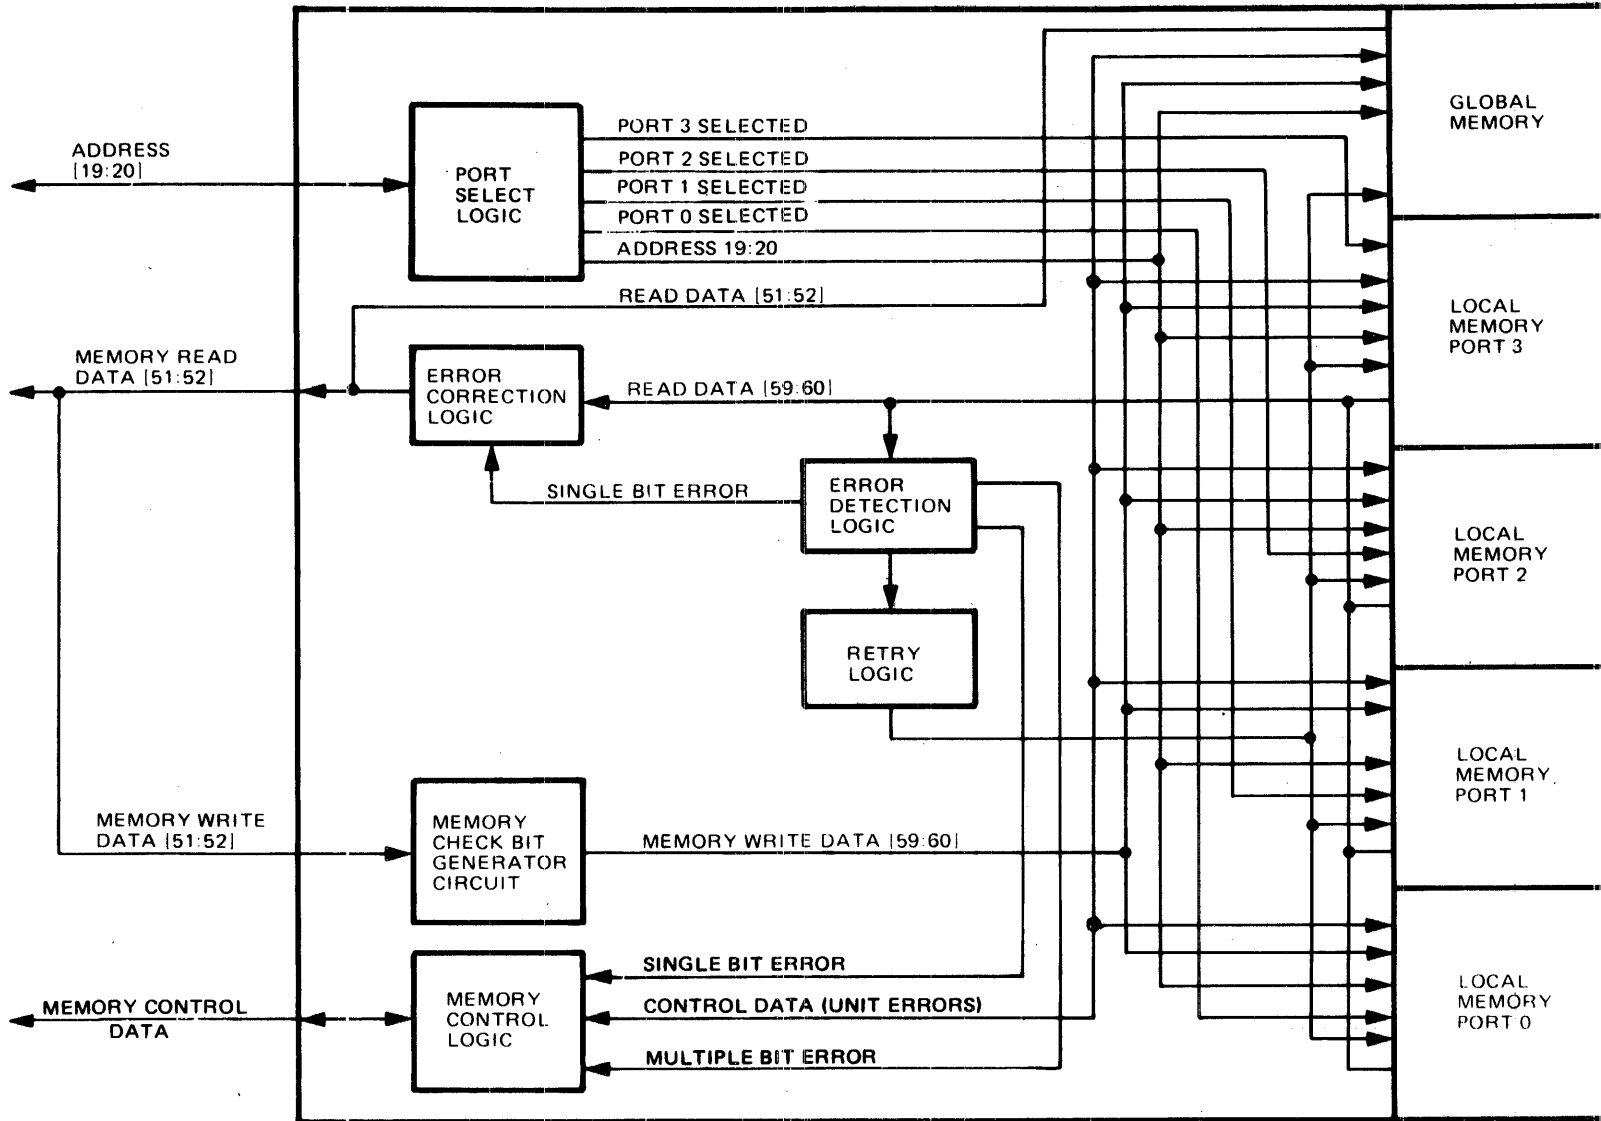 GLOBAL
MEMORY
PORT 3 SELECTED
ADDRESS
[19:20]
PORT
SELECT
LOGIC
PORT 2 SELECTED
PORT 1 SELECTED
PORT 0 SELECTED
ADDRESS 19:20
READ DATA [51:52]
LOCAL
MEMORY
PORT 3
MEMORY READ
DATA [51:52]
ERROR
CORRECTION
LOGIC
READ DATA [59:60]
SINGLE BIT ERROR
ERROR
DETECTION
LOGIC
LOCAL
MEMORY
PORT 2
RETRY
LOGIC
LOCAL
MEMORY
PORT 1
MEMORY WRITE
DATA [51:52]
MEMORY
CHECK BIT
GENERATOR
CIRCUIT
MEMORY WRITE DATA [59:60]
SINGLE BIT ERROR
MEMORY CONTROL
DATA
MEMORY
CONTROL
LOGIC
CONTROL DATA (UNIT ERRORS)
MULTIPLE BIT ERROR
LOCAL
MEMORY
PORT 0